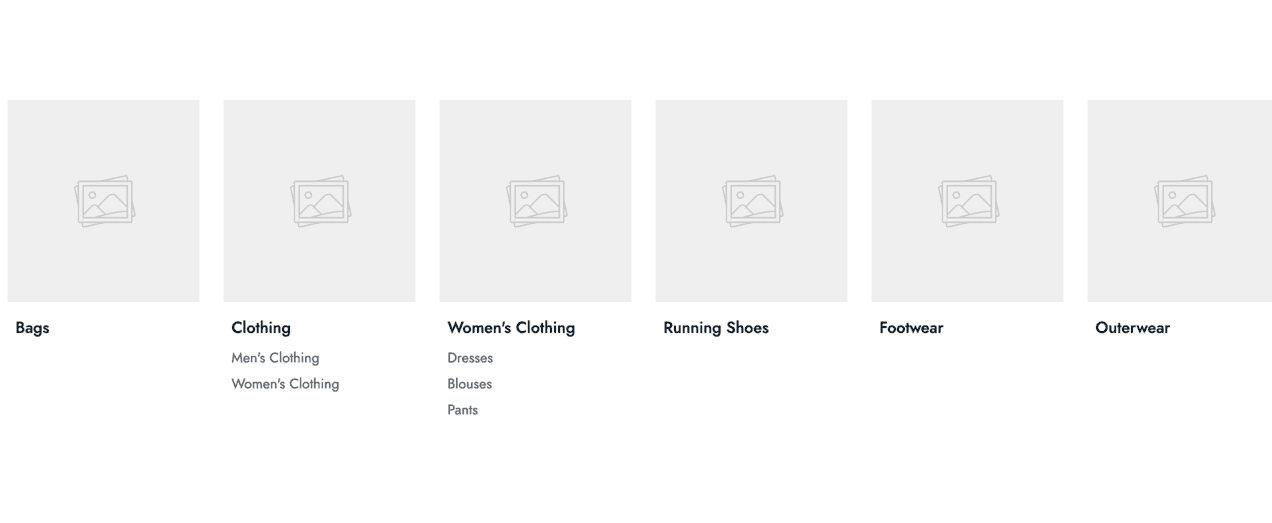 Bags
Clothing
Men's Clothing
Women's Clothing
Women's Clothing
Dresses
Blouses
Pants
Running Shoes
Footwear
Outerwear